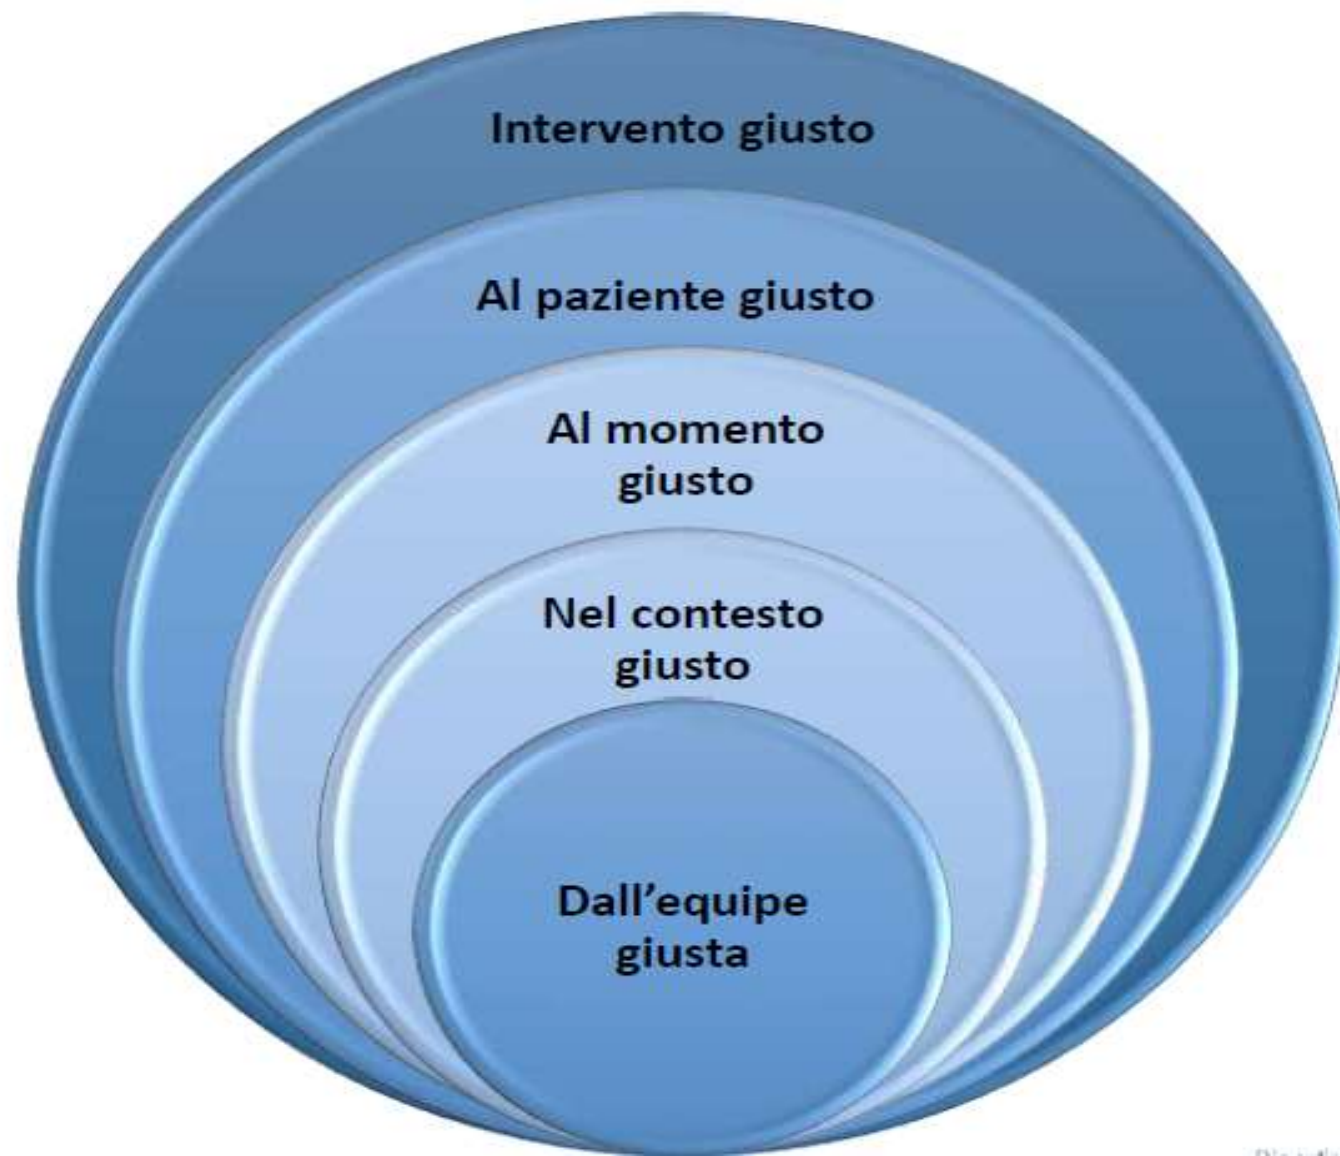 Intervento giusto
Al paziente giusto
Al momento
giusto
Nel contesto
giusto
Dall'equipe
giusta